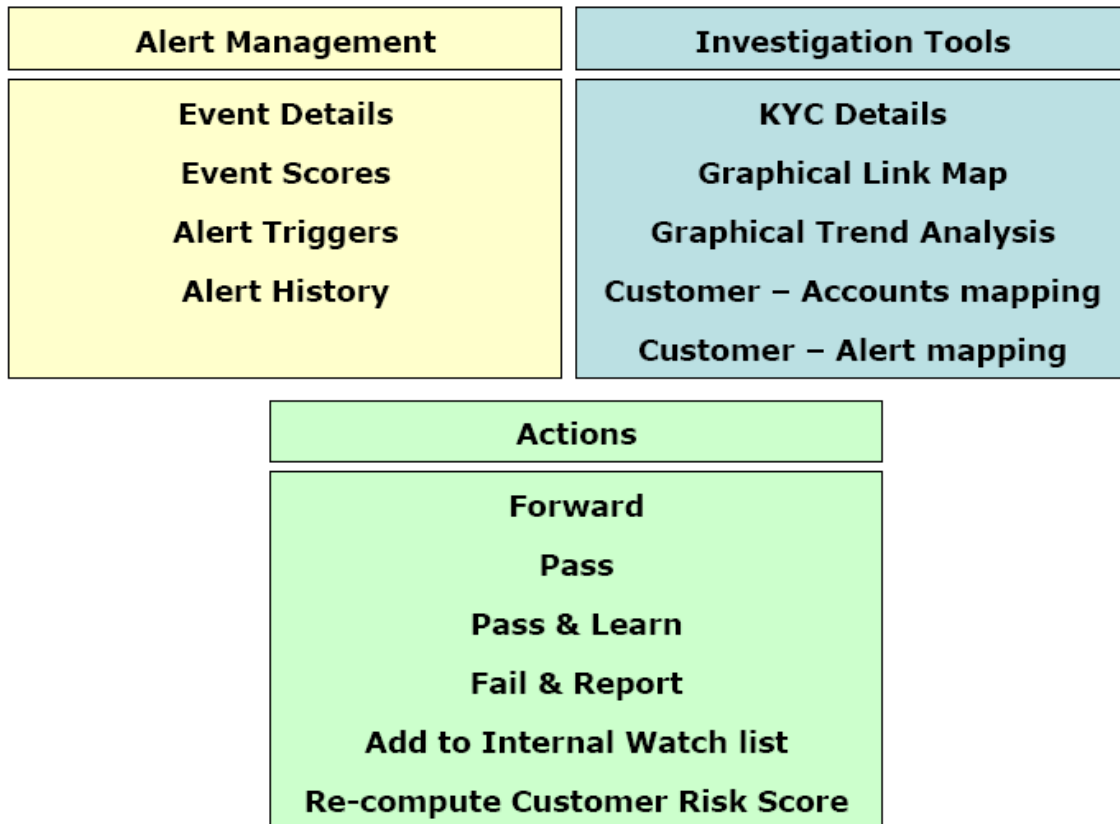 Alert Management
Event Details
Event Scores
Alert Triggers
Alert History
Investigation Tools
KYC Details
Graphical Link Map
Graphical Trend Analysis
Customer – Accounts mapping
Customer – Alert mapping
Actions
Forward
Pass
Pass & Learn
Fail & Report
Add to Internal Watch list
Re-compute Customer Risk Score